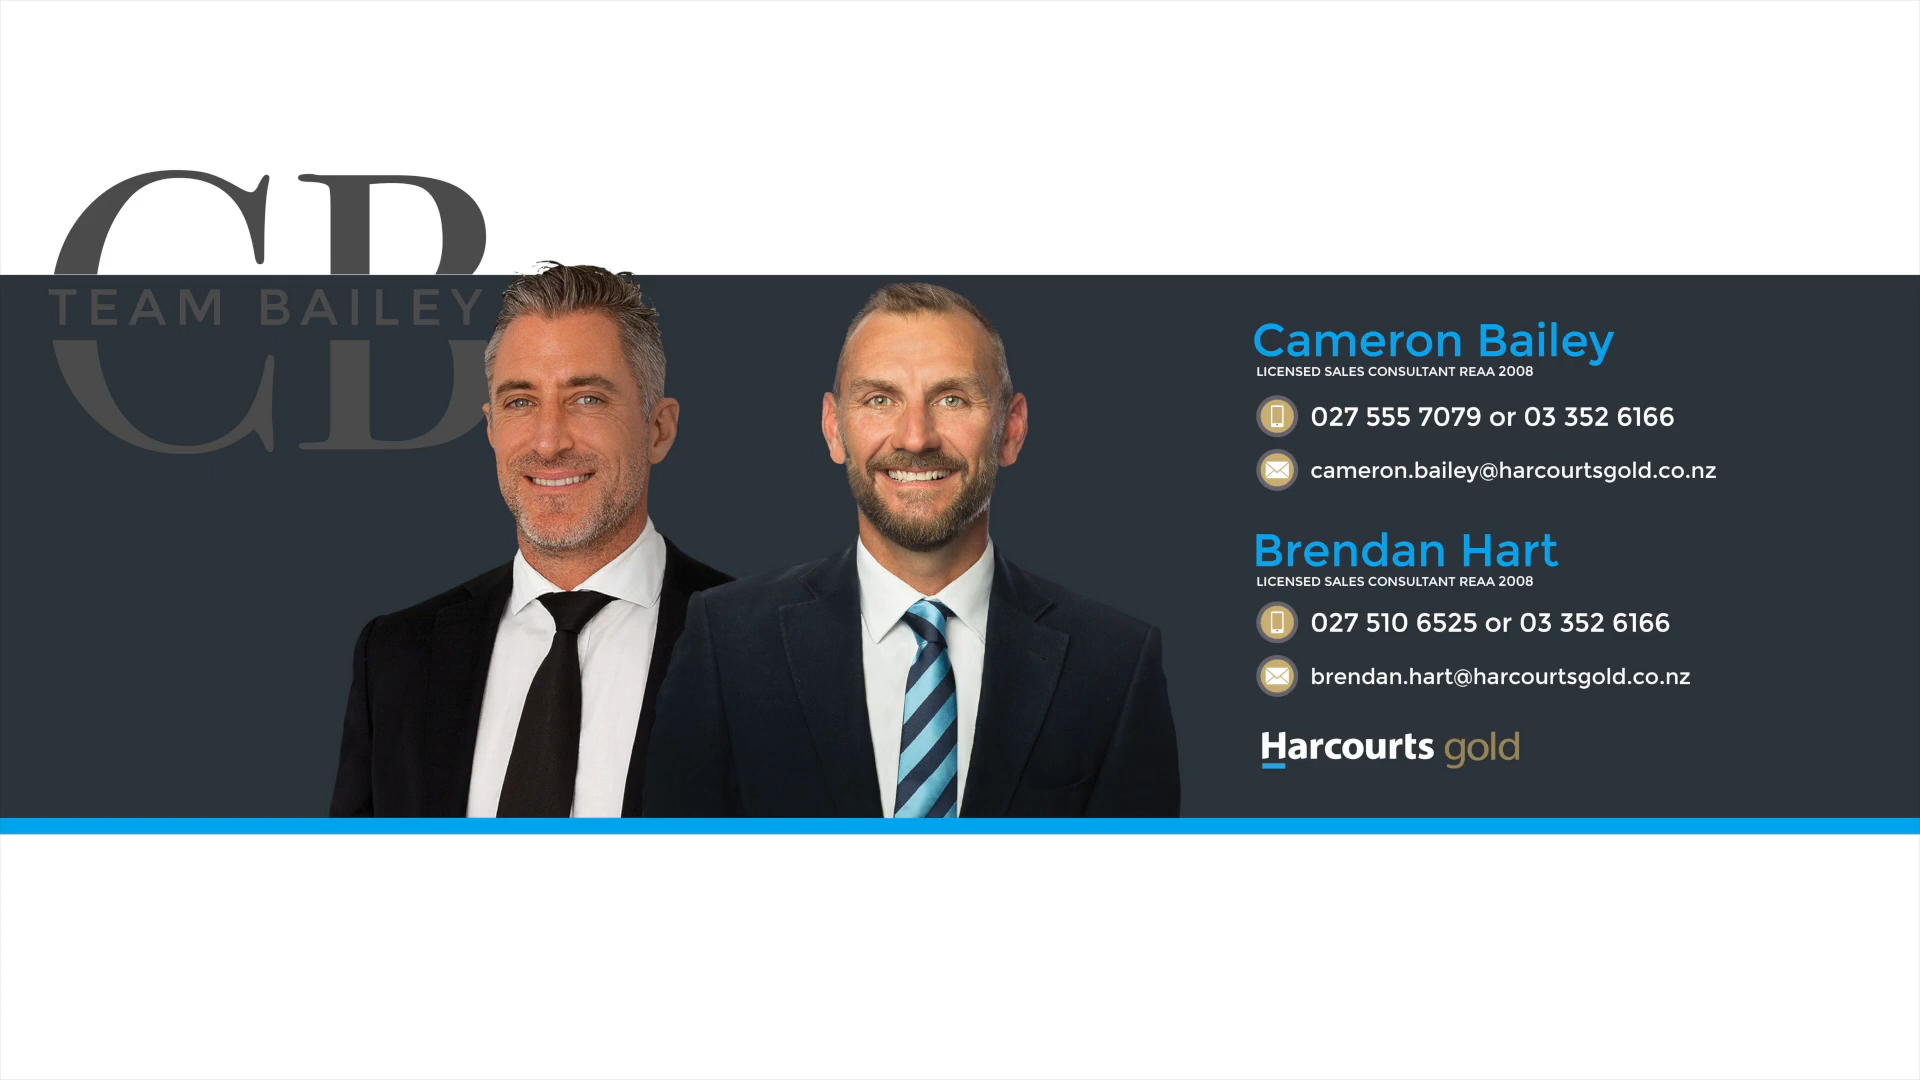 CB
TEAM BAILEY
Cameron Bailey
LICENSED SALES CONSULTANT REAA 2008
027 555 7079 or 03 352 6166
cameron.bailey@harcourtsgold.co.nz
Brendan Hart
LICENSED SALES CONSULTANT REAA 2008
027 510 6525 or 03 352 6166
brendan.hart@harcourtsgold.co.nz
Harcourts gold